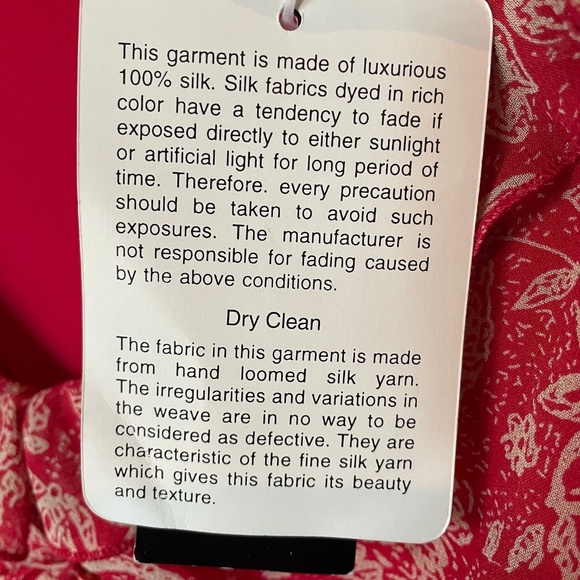 This garment is made of luxurious
100% silk. Silk fabrics dyed in rich
color have a tendency to fade if
exposed directly to either sunlight
or artificial light for long period of
time. Therefore. every precaution
should be taken to avoid such
exposures. The manufacturer is
not responsible for fading caused
by the above conditions.
Dry Clean
The fabric in this garment is made
from hand loomed silk yarn.
The irregularities and variations in
the weave are in no way to be
considered as defective. They are
characteristic of the fine silk yarn
which gives this fabric its beauty
and texture.